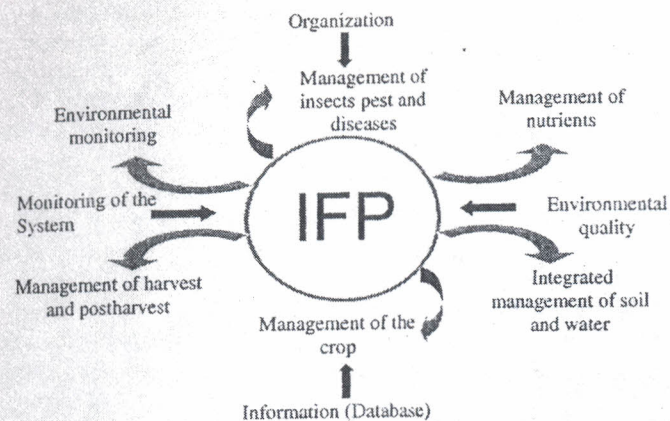 Organization
Management of
insects pest and
diseases
Environmental
monitoring
Management of
nutrients
IFP
Monitoring of the
System
Environmental
quality
Management of harvest
and postharvest
Integrated
management of soil
and water
Management of the
crop
Information (Database)